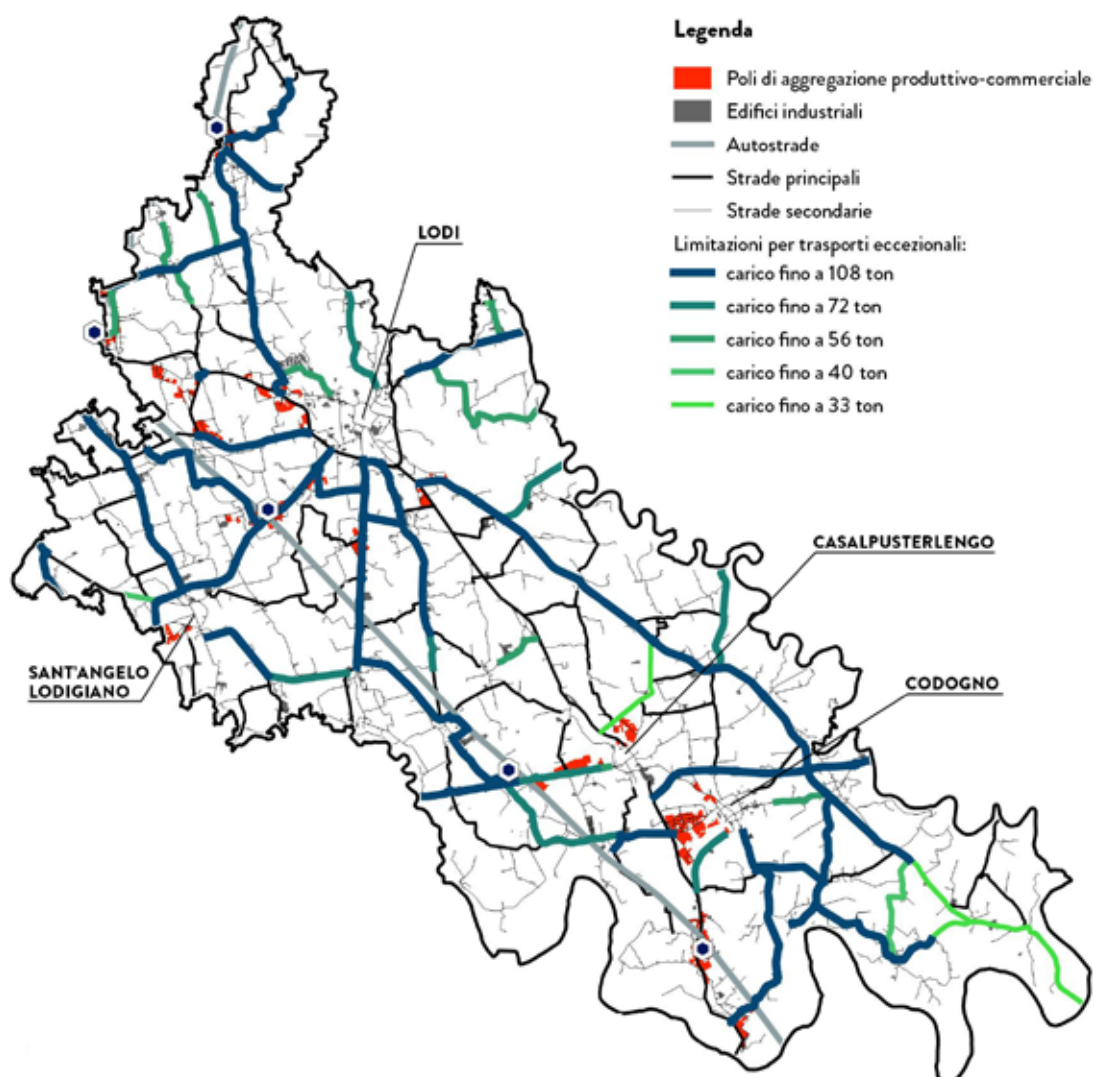 Legenda
Poli di aggregazione produttivo-commerciale
Edifici industriali
Autostrade
Strade principali
Strade secondarie
Limitazioni per trasporti eccezionali:
carico fino a 108 ton
carico fino a 72 ton
carico fino a 56 ton
carico fino a 40 ton
carico fino a 33 ton
LODI
CASALPUSTERLENGO
SANT'ANGELO
LODIGIANO
CODOGNO